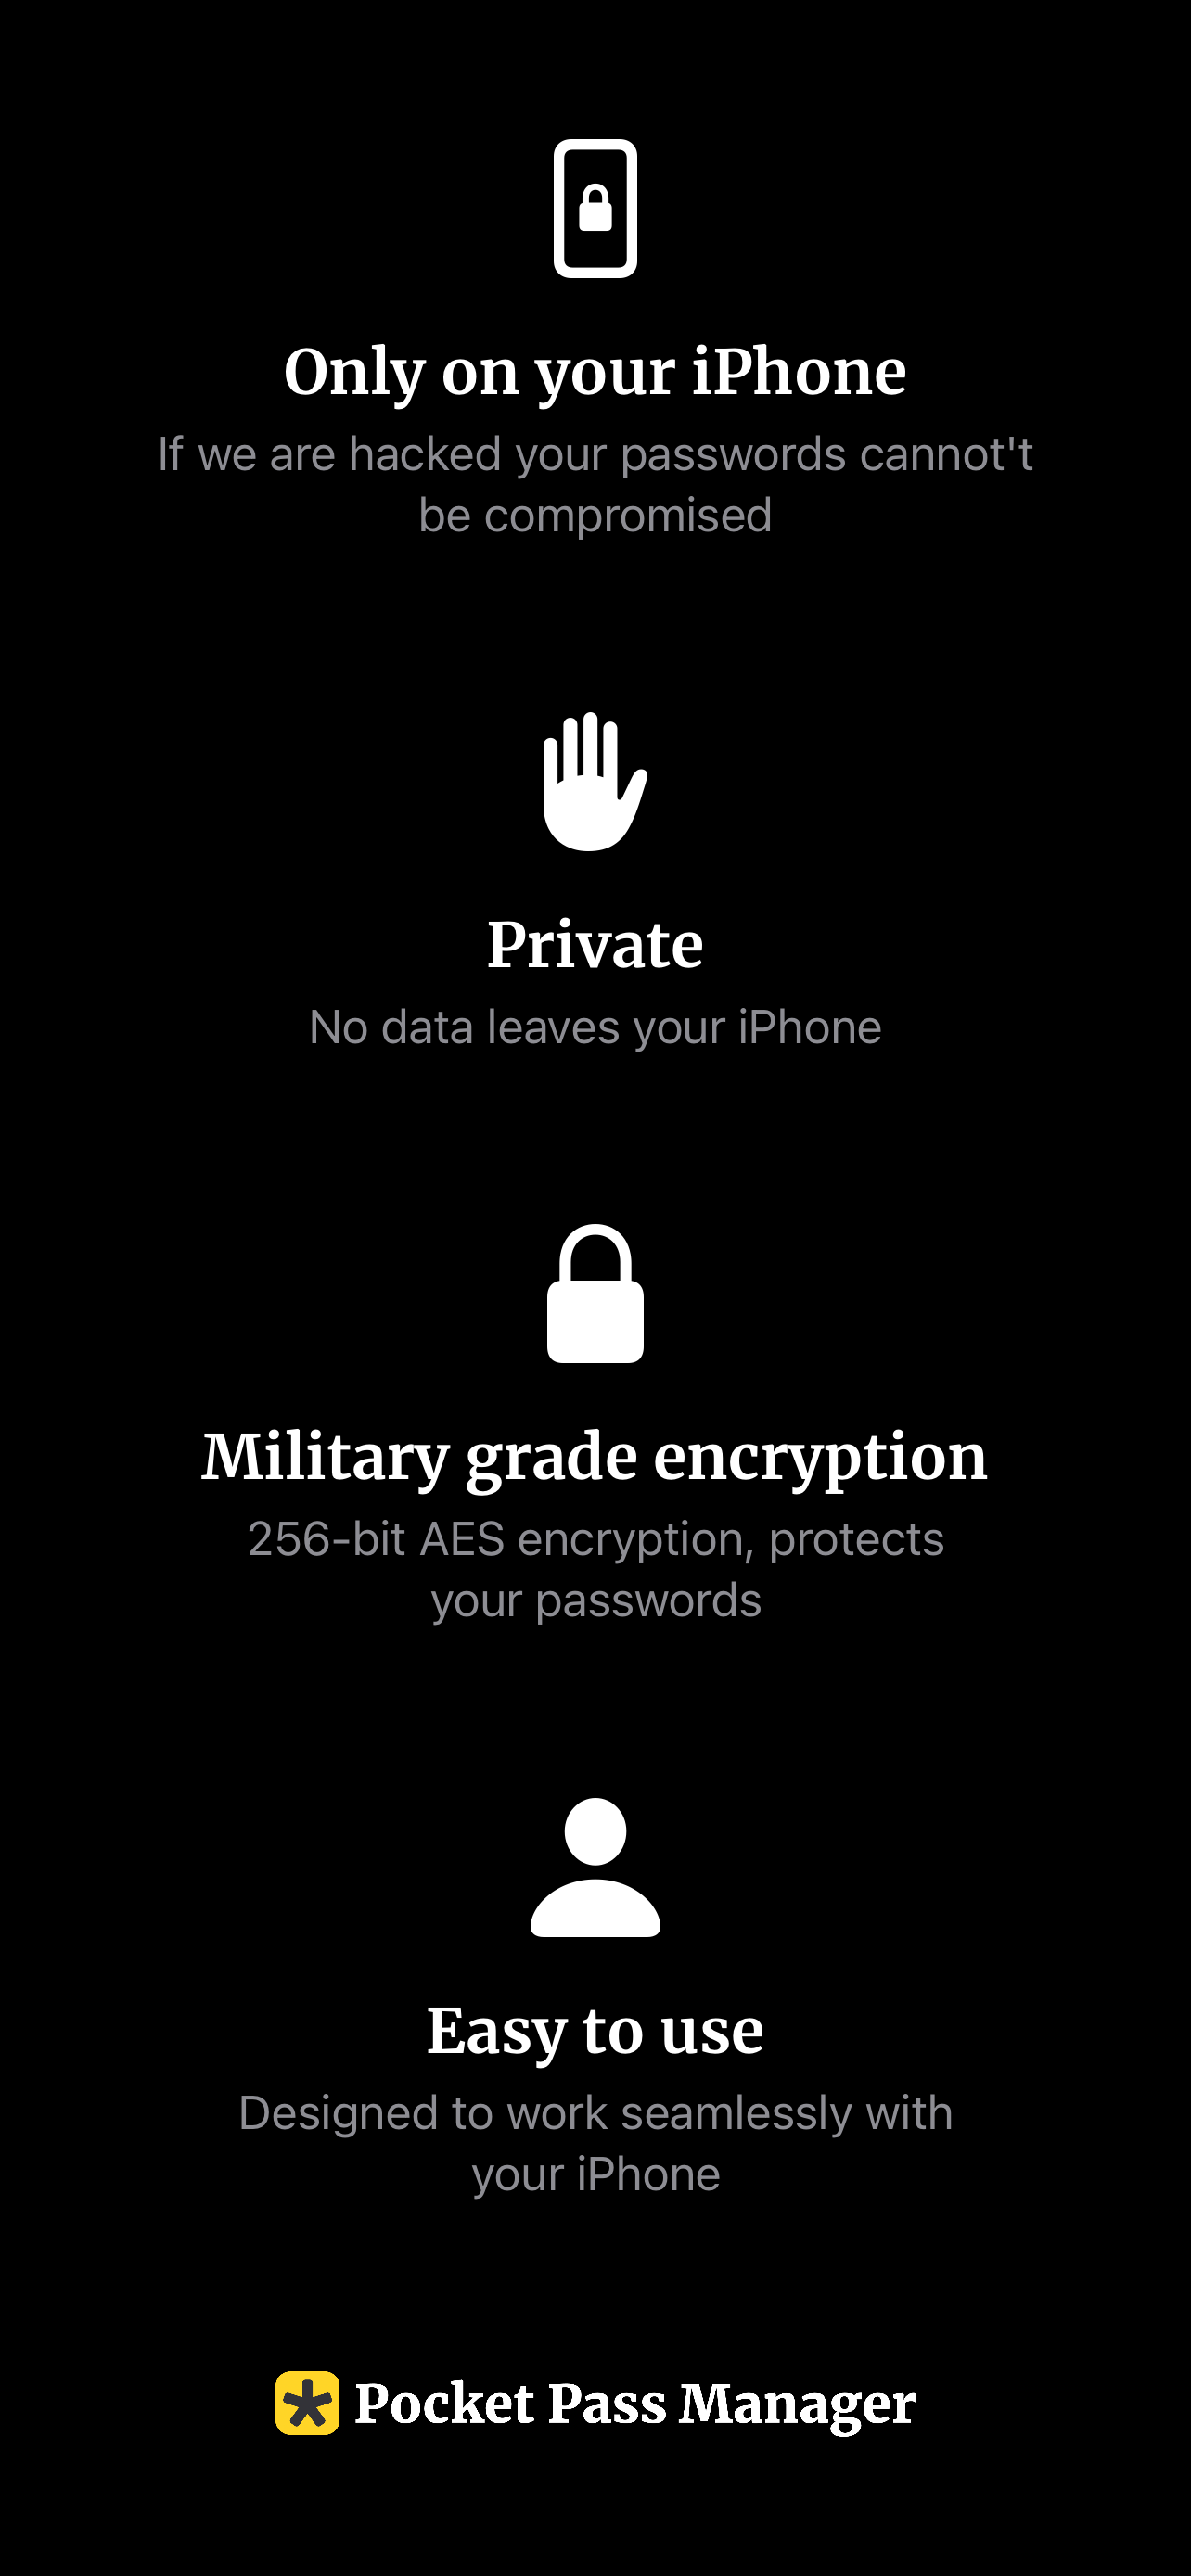 Only on your iPhone
If we are hacked your passwords cannot't
be compromised
Private
No data leaves your iPhone
Military grade encryption
256-bit AES encryption, protects
your passwords
Easy to use
Designed to work seamlessly with
your iPhone
Pocket Pass Manager